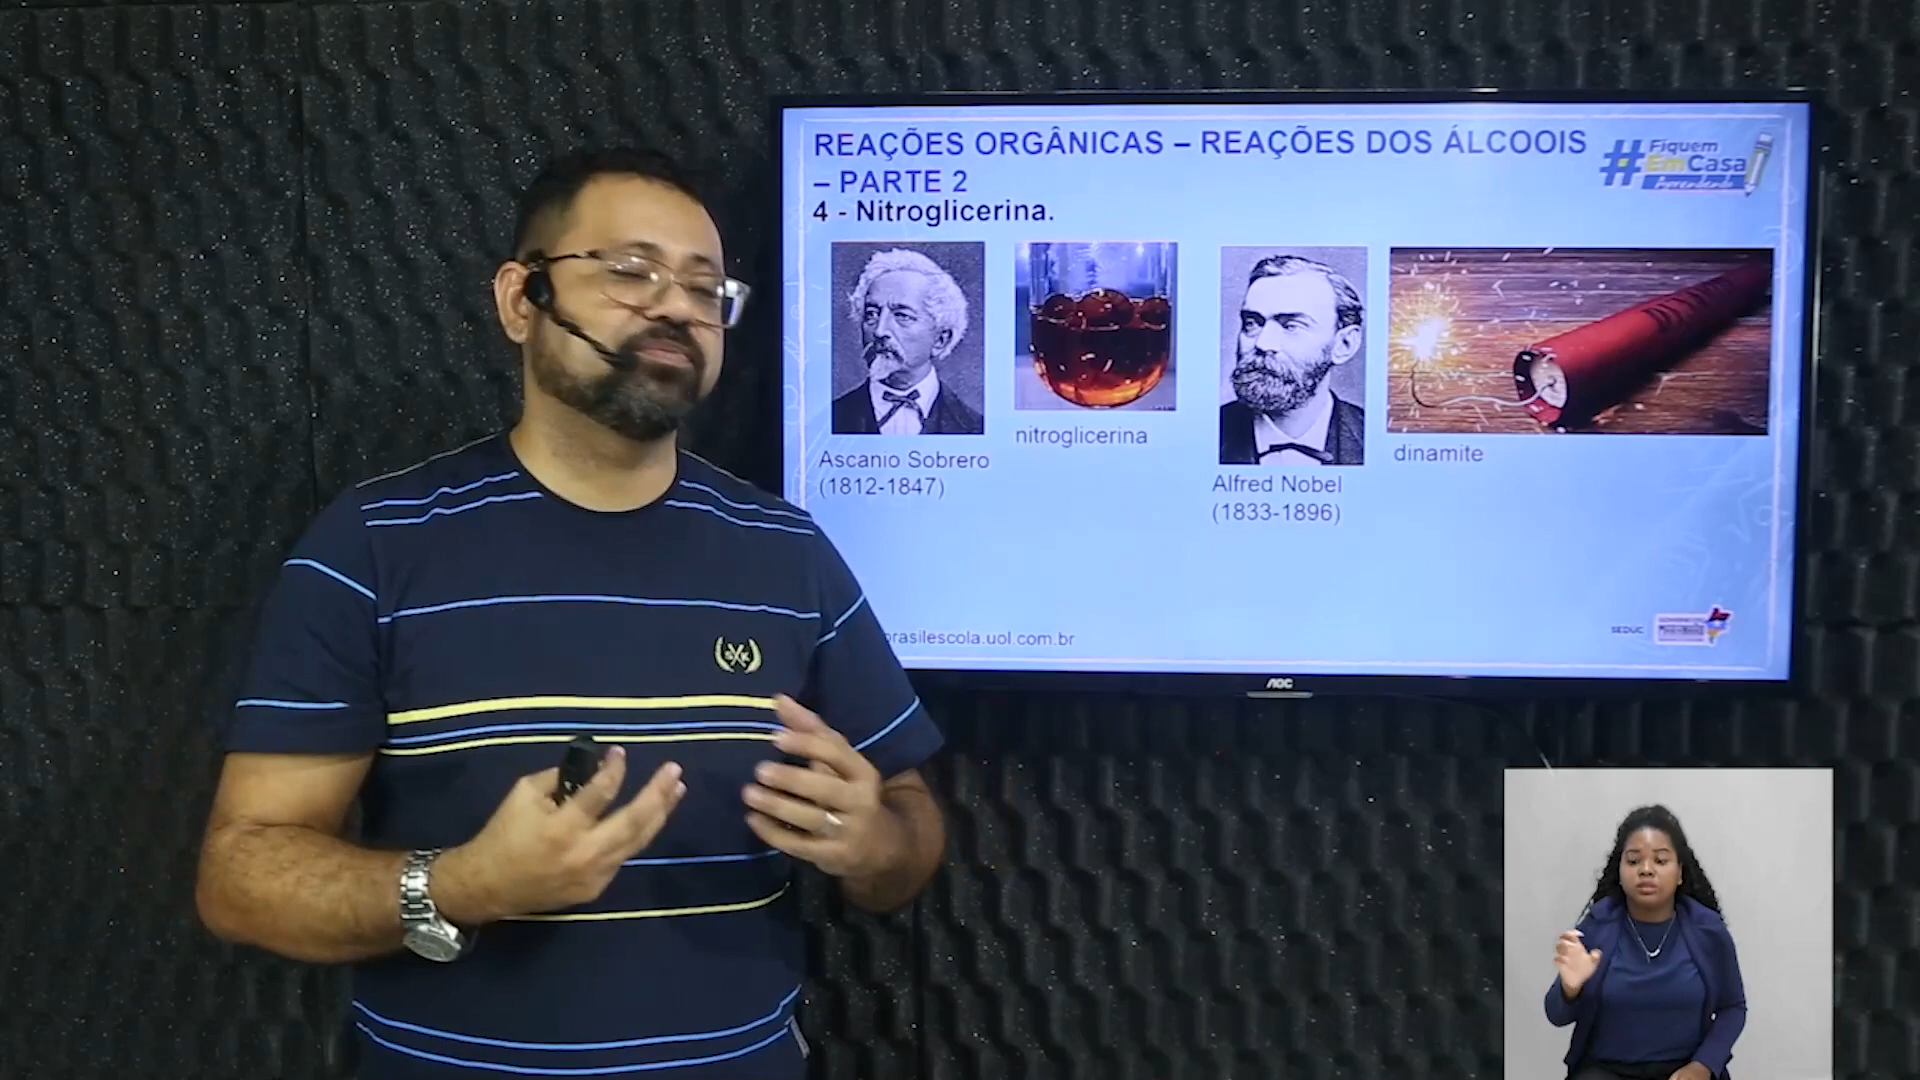 REAÇÕES ORGÂNICAS – REAÇÕES DOS ÁLCOOIS
– PARTE 2
4 - Nitroglicerina.
#Fiquem
EmCasa
Aprendendo
nitroglicerina
Ascanio Sobrero
(1812-1847)
dinamite
Alfred Nobel
(1833-1896)
brasilescola.uol.com.br
SEDUC
AOC